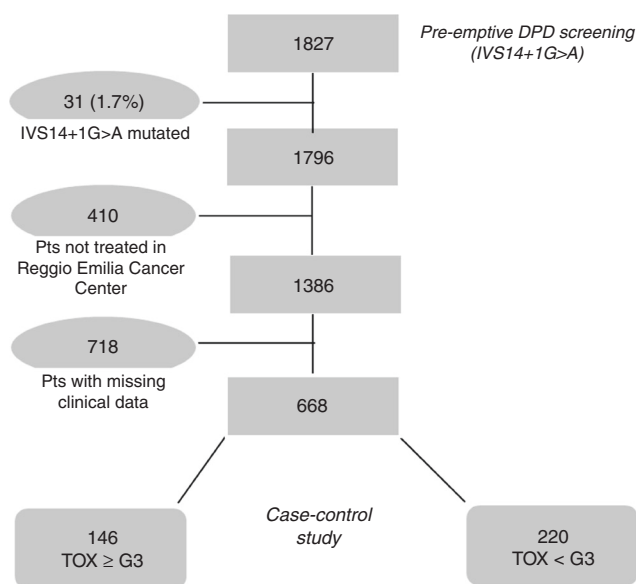 1827
Pre-emptive DPD screening
(IVS14+1G>A)
31 (1.7%)
IVS14+1G>A mutated
1796
410
Pts not treated in
Reggio Emilia Cancer
Center
1386
718
Pts with missing
clinical data
668
146
TOX ≥ G3
Case-control
study
220
TOX < G3